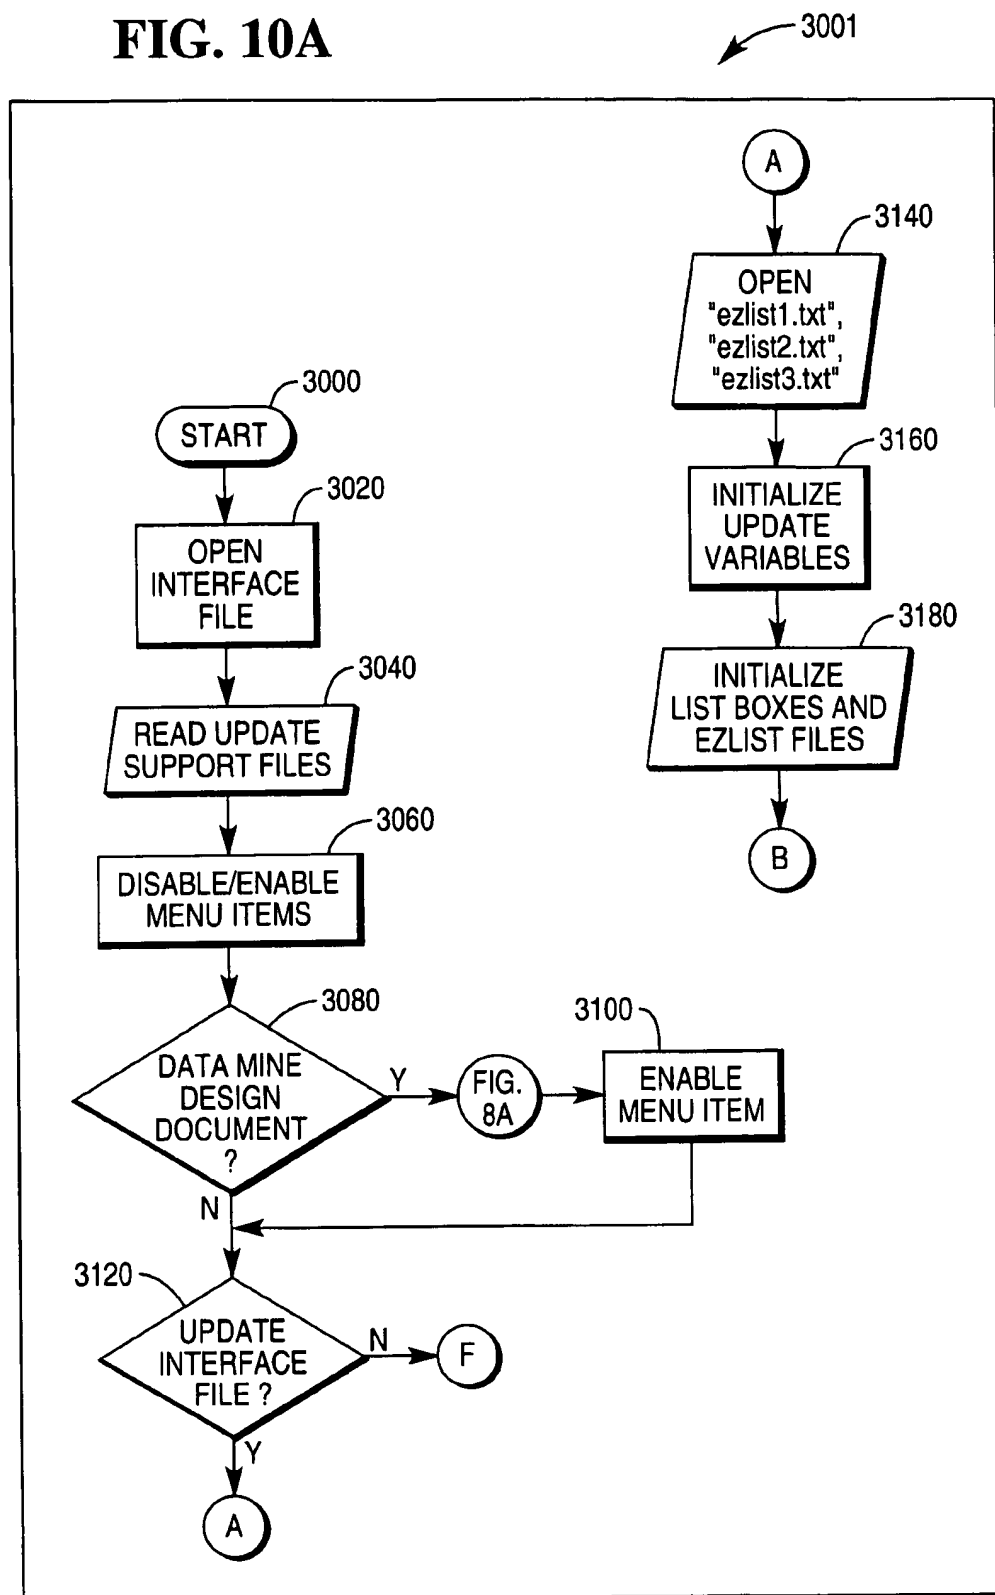 FIG. 10A
3001
3000
START
3020
OPEN
INTERFACE
FILE
3040
READ UPDATE
SUPPORT FILES
3060
DISABLE/ENABLE
MENU ITEMS
3080
DATA MINE
DESIGN
DOCUMENT
?
Y
FIG.
8A
3100
ENABLE
MENU ITEM
N
3120
UPDATE
INTERFACE
FILE ?
N
F
Y
A
A
3140
OPEN
"ezlist1.txt",
"ezlist2.txt",
"ezlist3.txt"
3160
INITIALIZE
UPDATE
VARIABLES
3180
INITIALIZE
LIST BOXES AND
EZLIST FILES
B